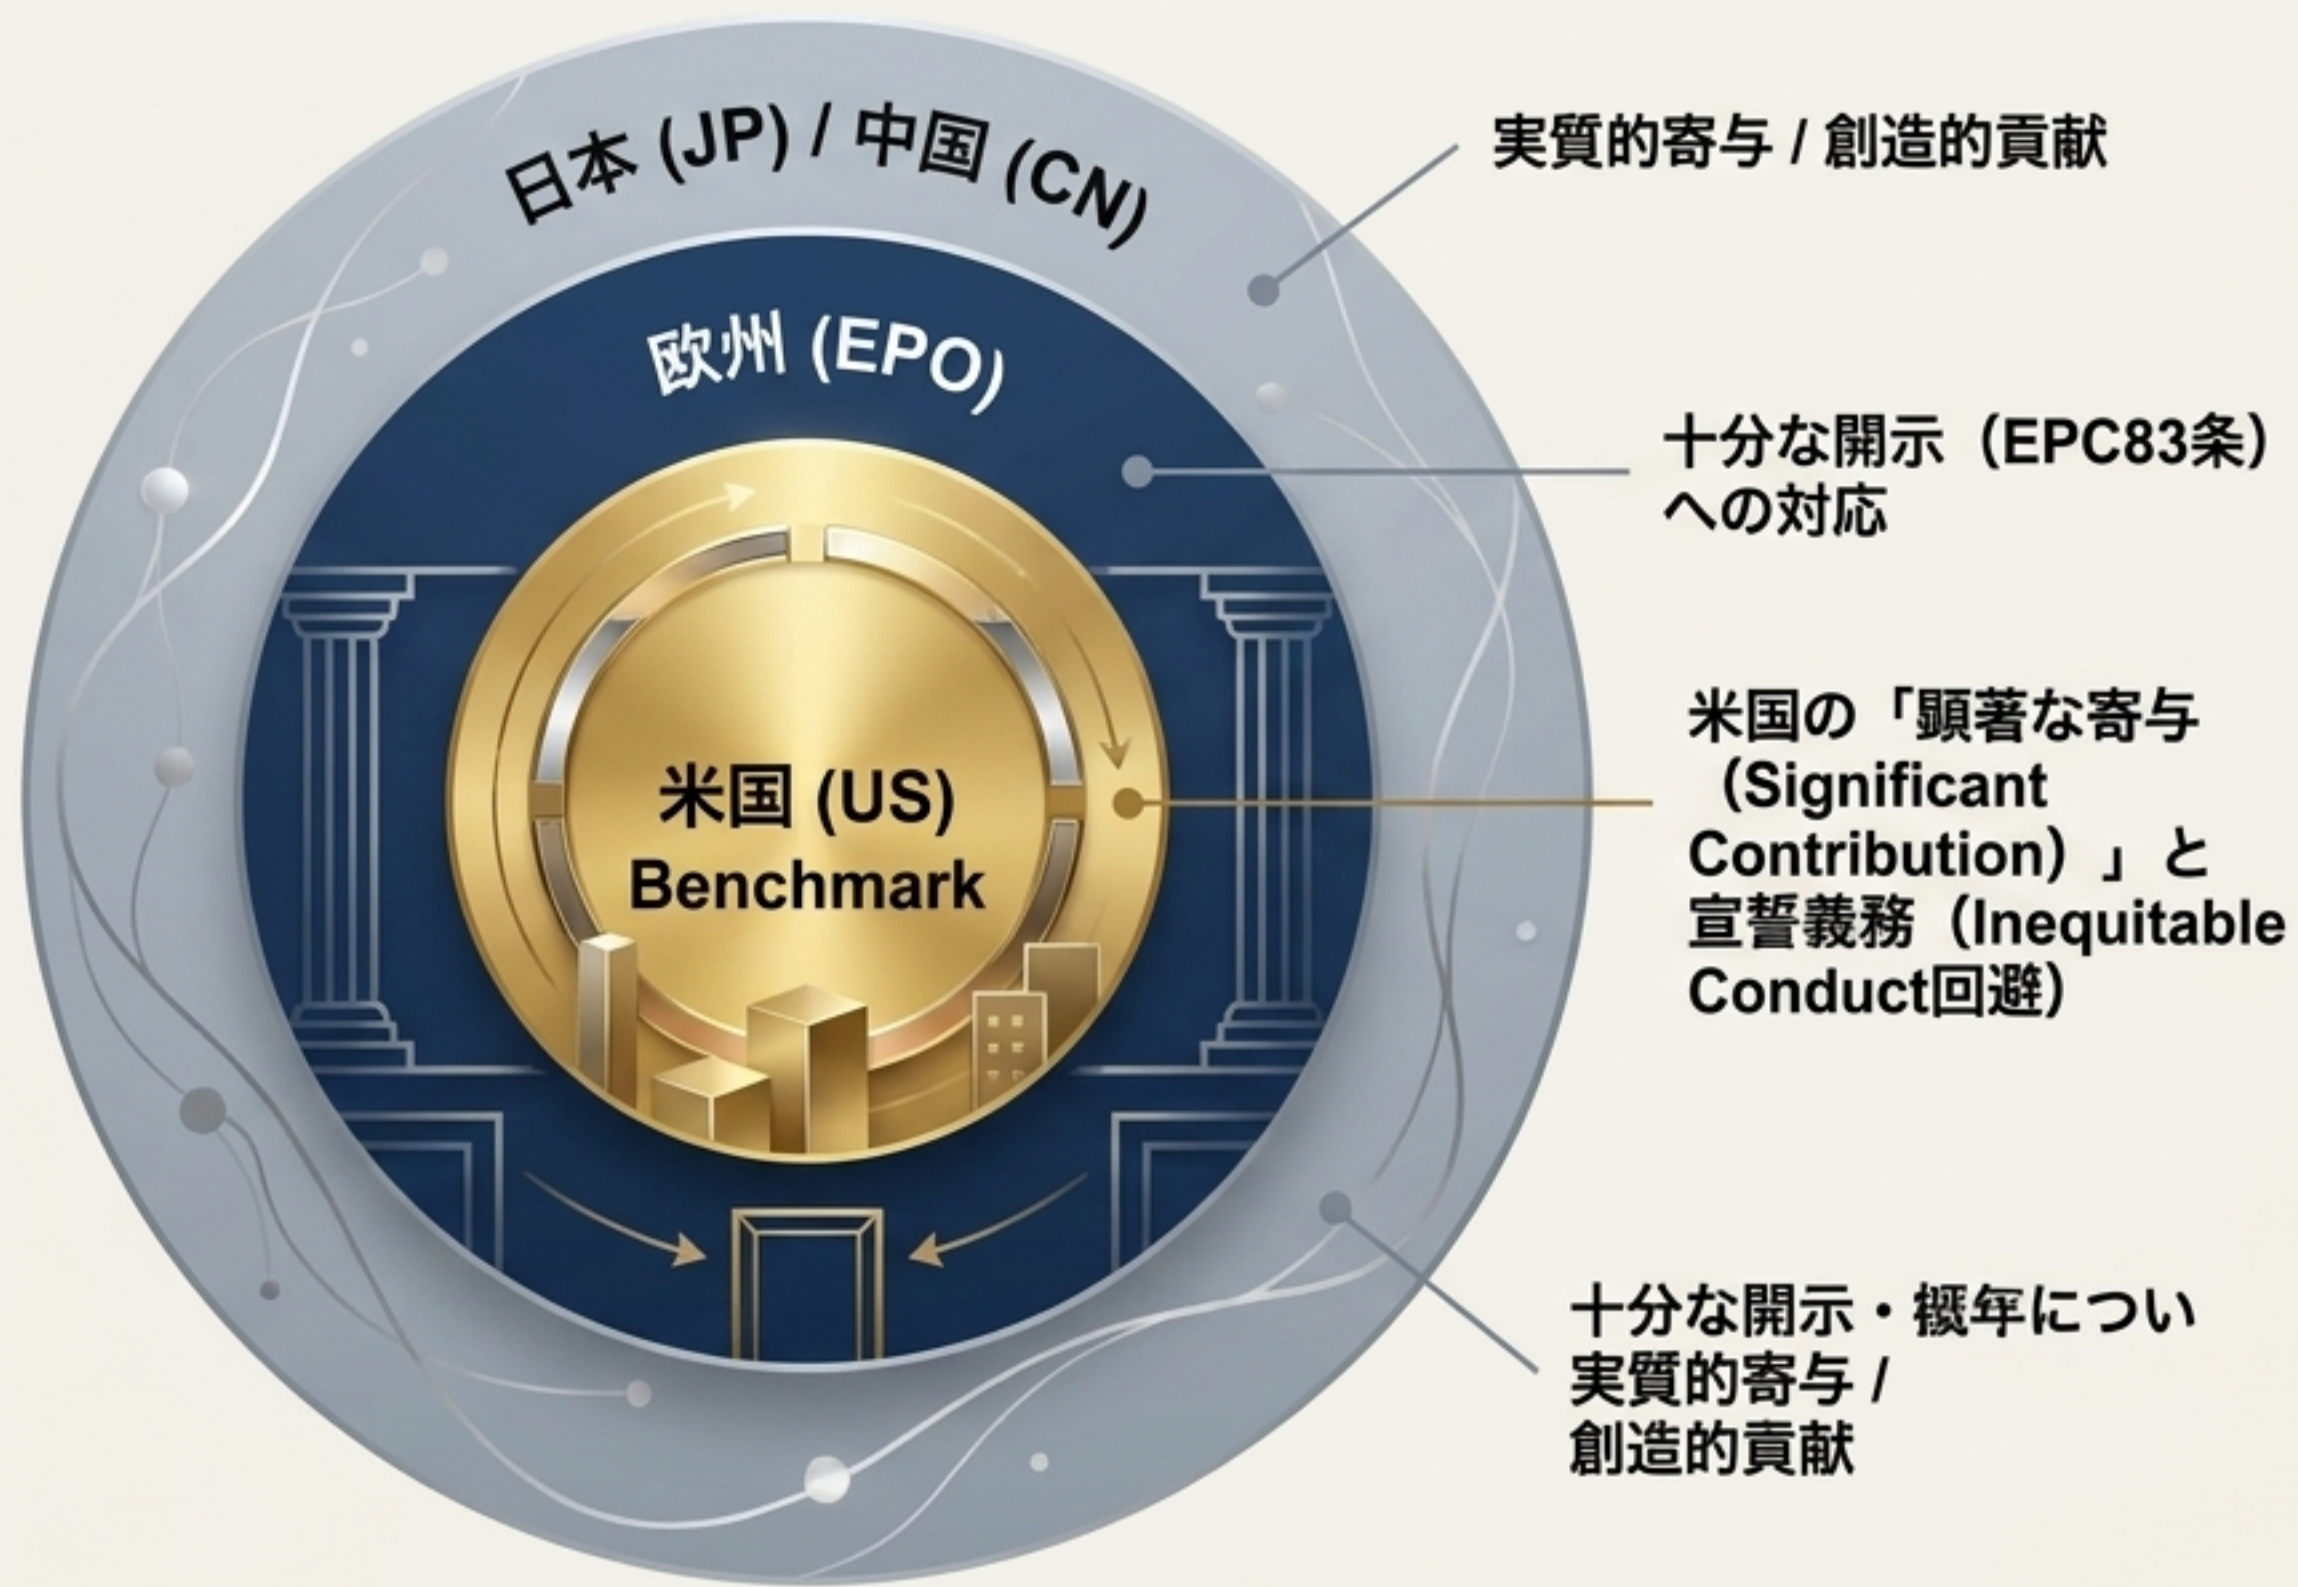 日本 (JP) / 中国 (CN)
欧州 (EPO)
米国 (US)
Benchmark
実質的寄与 / 創造的貢献
十分な開示（EPC83条）
への対応
米国の「顕著な寄与
（Significant
Contribution）」と
宣誓義務（Inequitable
Conduct回避）
十分な開示・年につい
実質的寄与 /
創造的貢献